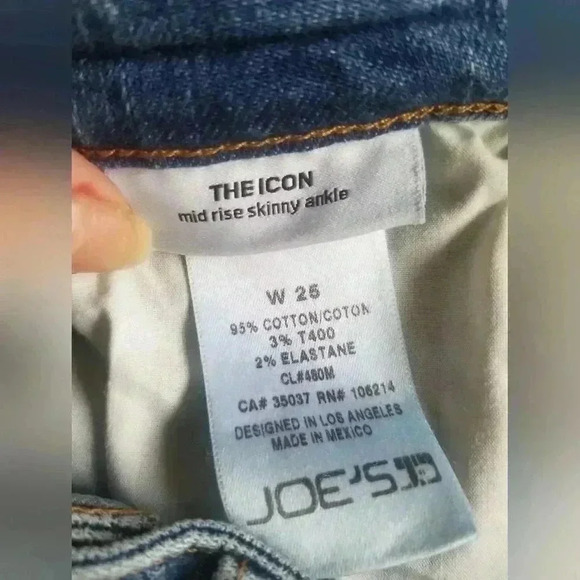 THE ICON
mid rise skinny ankle
W 25
95% COTTON/COTON
3% T400
2% ELASTANE
CL#480M
CA# 35037 RN# 106214
DESIGNED IN LOS ANGELES
MADE IN MEXICO
JOE'S